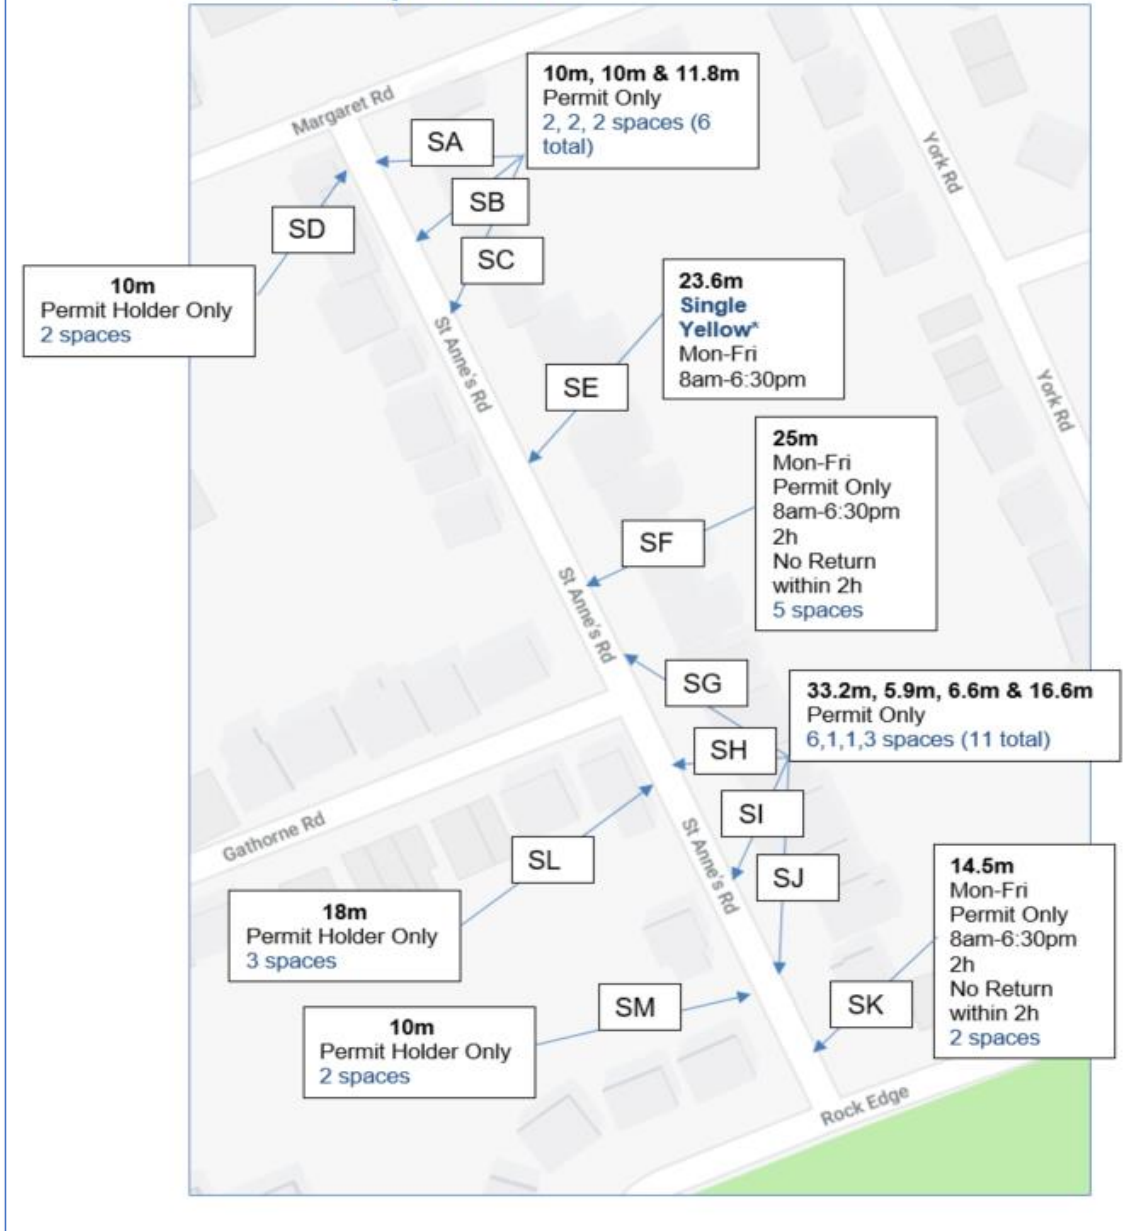 10m, 10m & 11.8m
Permit Only
2, 2, 2 spaces (6
total)
Margaret Rd
SA
York Rd
SB
SD
SC
10m
Permit Holder Only
2 spaces
23.6m
Single
Yellow*
Mon-Fri
8am-6:30pm
St Anne's Rd
SE
York Rd
25m
Mon-Fri
Permit Only
8am-6:30pm
2h
No Return
within 2h
5 spaces
SF
St Anne's Rd
SG
33.2m, 5.9m, 6.6m & 16.6m
Permit Only
6,1,1,3 spaces (11 total)
SH
SI
Gathorne Rd
St Anne's Rd
SL
SJ
14.5m
Mon-Fri
Permit Only
8am-6:30pm
2h
No Return
within 2h
2 spaces
18m
Permit Holder Only
3 spaces
SM
SK
10m
Permit Holder Only
2 spaces
Rock Edge